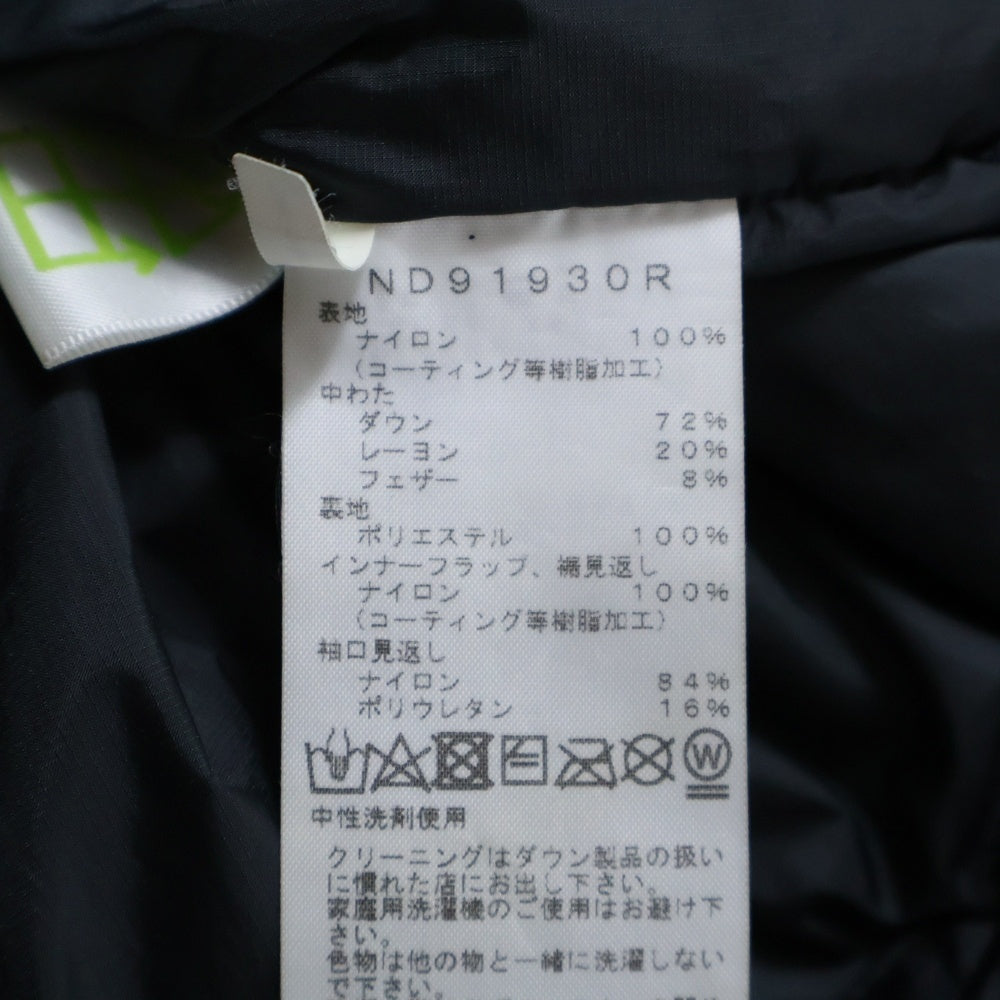 ND91930R
表地
ナイロン 100%
(コーティング等樹脂加工)
中わた
ダウン 72%
レーヨン 20%
フェザー 8%
裏地
ポリエステル 100%
インナーフラップ、裾見返し
ナイロン 100%
(コーティング等樹脂加工)
袖口見返し
ナイロン 84%
ポリウレタン 16%
W
中性洗剤使用
クリーニングはダウン製品の扱い
に慣れた店にお出し下さい。
家庭用洗濯機のご使用はお避け下
さい。
色物は他の物と一緒に洗濯しない
で下さい。